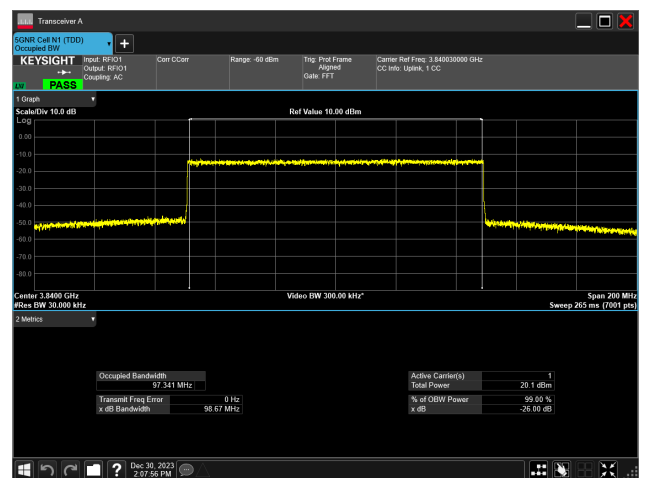 Transceiver A
5GNR Cell N1 (TDD)
Occupied BW
KEYSIGHT
LW
PASS
Input: RFIO1
Output: RFIO1
Coupling: AC
Corr CCorr
Range: -60 dBm
Trig: Prot Frame
Aligned
Gate: FFT
Carrier Ref Freq: 3.840030000 GHz
CC Info: Uplink, 1 CC
1 Graph
Scale/Div 10.0 dB
Ref Value 10.00 dBm
Log
0.00
-10.0
-20.0
-30.0
-40.0
-50.0
-60.0
-70.0
-80.0
Center 3.8400 GHz
Video BW 300.00 kHz*
Span 200 MHz
#Res BW 30.000 kHz
Sweep 265 ms (7001 pts)
2 Metrics
Occupied Bandwidth
97.341 MHz
Transmit Freq Error 0 Hz
x dB Bandwidth 98.67 MHz
Active Carrier(s) 1
Total Power 20.1 dBm
% of OBW Power 99.00 %
x dB -26.00 dB
?
Dec 30, 2023
2:07:56 PM